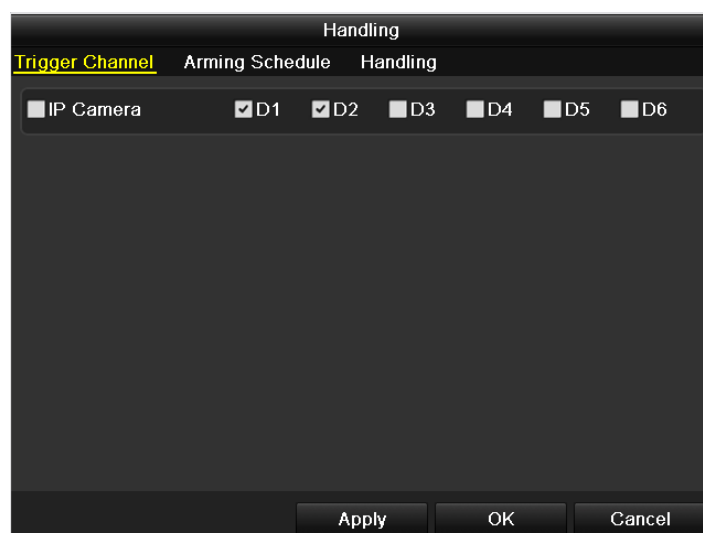 Handling
Trigger Channel Arming Schedule Handling
IP Camera D1 D2 D3 D4 D5 D6
Apply OK Cancel